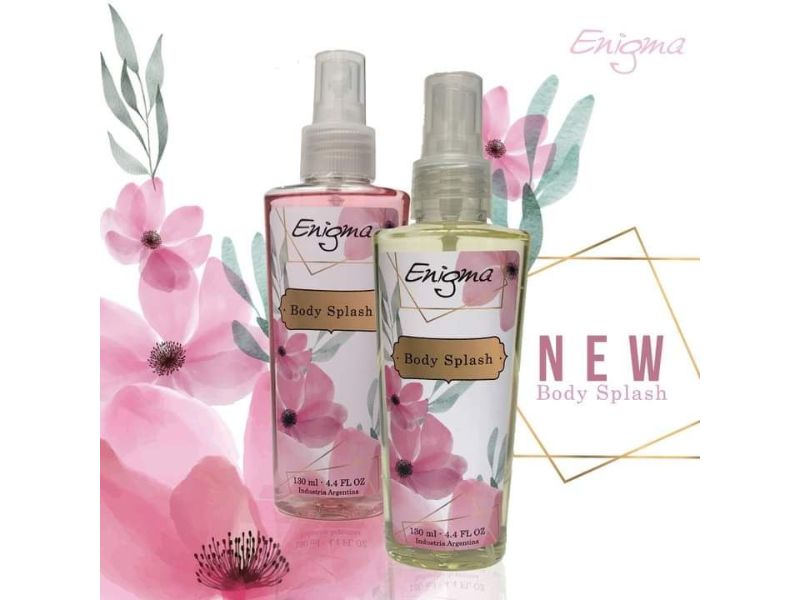 Enigma
Enigma
Body Splash
130 ml · 4.4 FL OZ
Industria Argentina
Enigma
· Body Splash ·
130 ml · 4.4 FL OZ
Industria Argentina
NEW
Body Splash